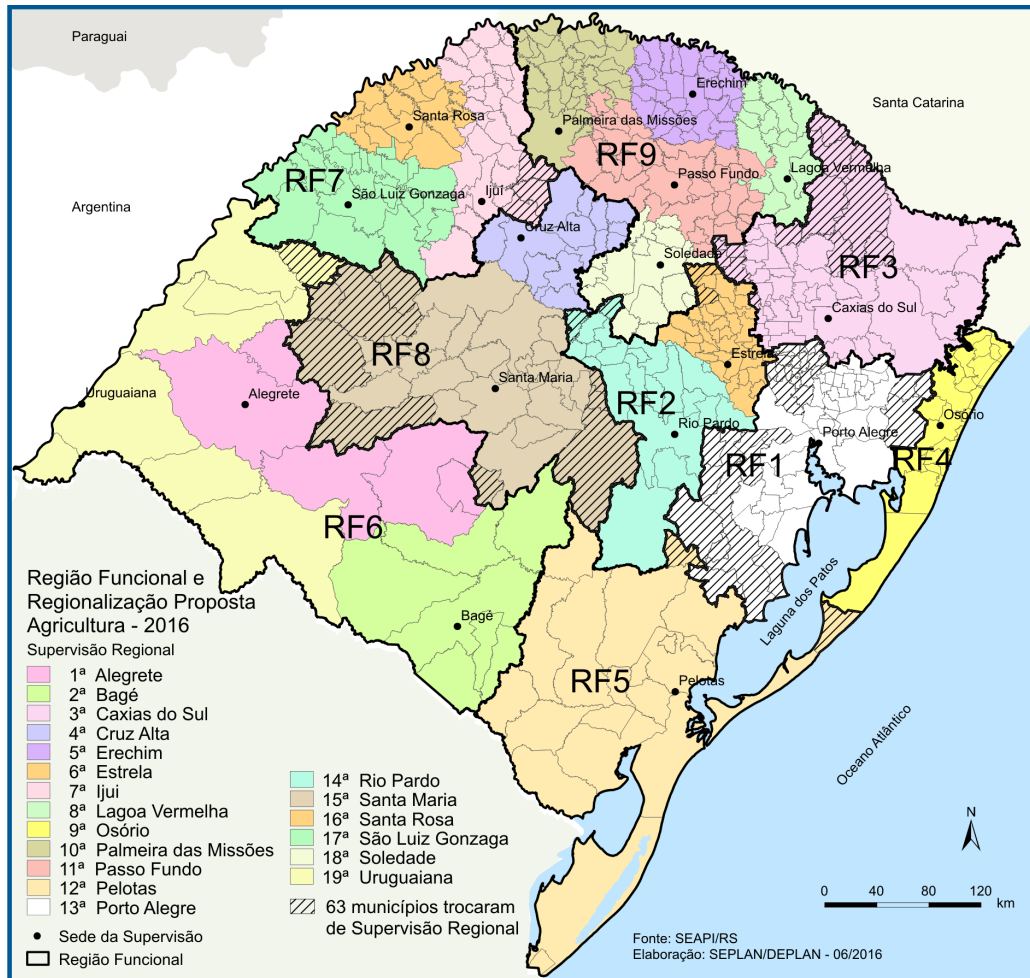 Paraguai
Santa Catarina
Argentina
Erechim
Santa Rosa
Palmeira das Missões
RF9
Lagoa Vermelha
RF7
Passo Fundo
São Luiz Gonzaga
Ijuí
Cruz Alta
Soledade
RF3
Caxias do Sul
RF8
Estrela
Santa Maria
Uruguaiana
Alegrete
RF2
Osório
Rio Pardo
Porto Alegre
RF4
RF1
RF6
Laguna dos Patos
Bagé
RF5
Pelotas
Oceano Atlântico
Região Funcional e
Regionalização Proposta
Agricultura - 2016
Supervisão Regional
1ª Alegrete
2ª Bagé
3ª Caxias do Sul
4ª Cruz Alta
5ª Erechim
6ª Estrela
7ª Ijui
8ª Lagoa Vermelha
9ª Osório
10ª Palmeira das Missões
11ª Passo Fundo
12ª Pelotas
13ª Porto Alegre
Sede da Supervisão
Região Funcional
14ª Rio Pardo
15ª Santa Maria
16ª Santa Rosa
17ª São Luiz Gonzaga
18ª Soledade
19ª Uruguaiana
63 municípios trocaram
de Supervisão Regional
N
0 40 80 120
km
Fonte: SEAPI/RS
Elaboração: SEPLAN/DEPLAN - 06/2016